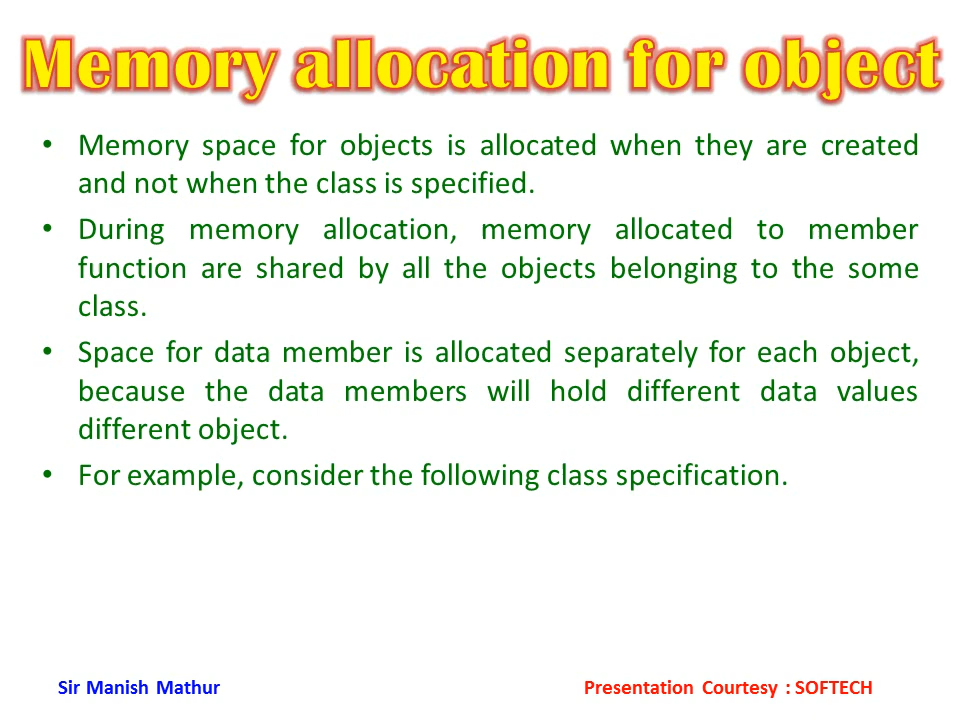 Memory allocation for object
• Memory space for objects is allocated when they are created
and not when the class is specified.
• During memory allocation, memory allocated to member
function are shared by all the objects belonging to the some
class.
• Space for data member is allocated separately for each object,
because the data members will hold different data values
different object.
• For example, consider the following class specification.
Sir Manish Mathur Presentation Courtesy : SOFTECH